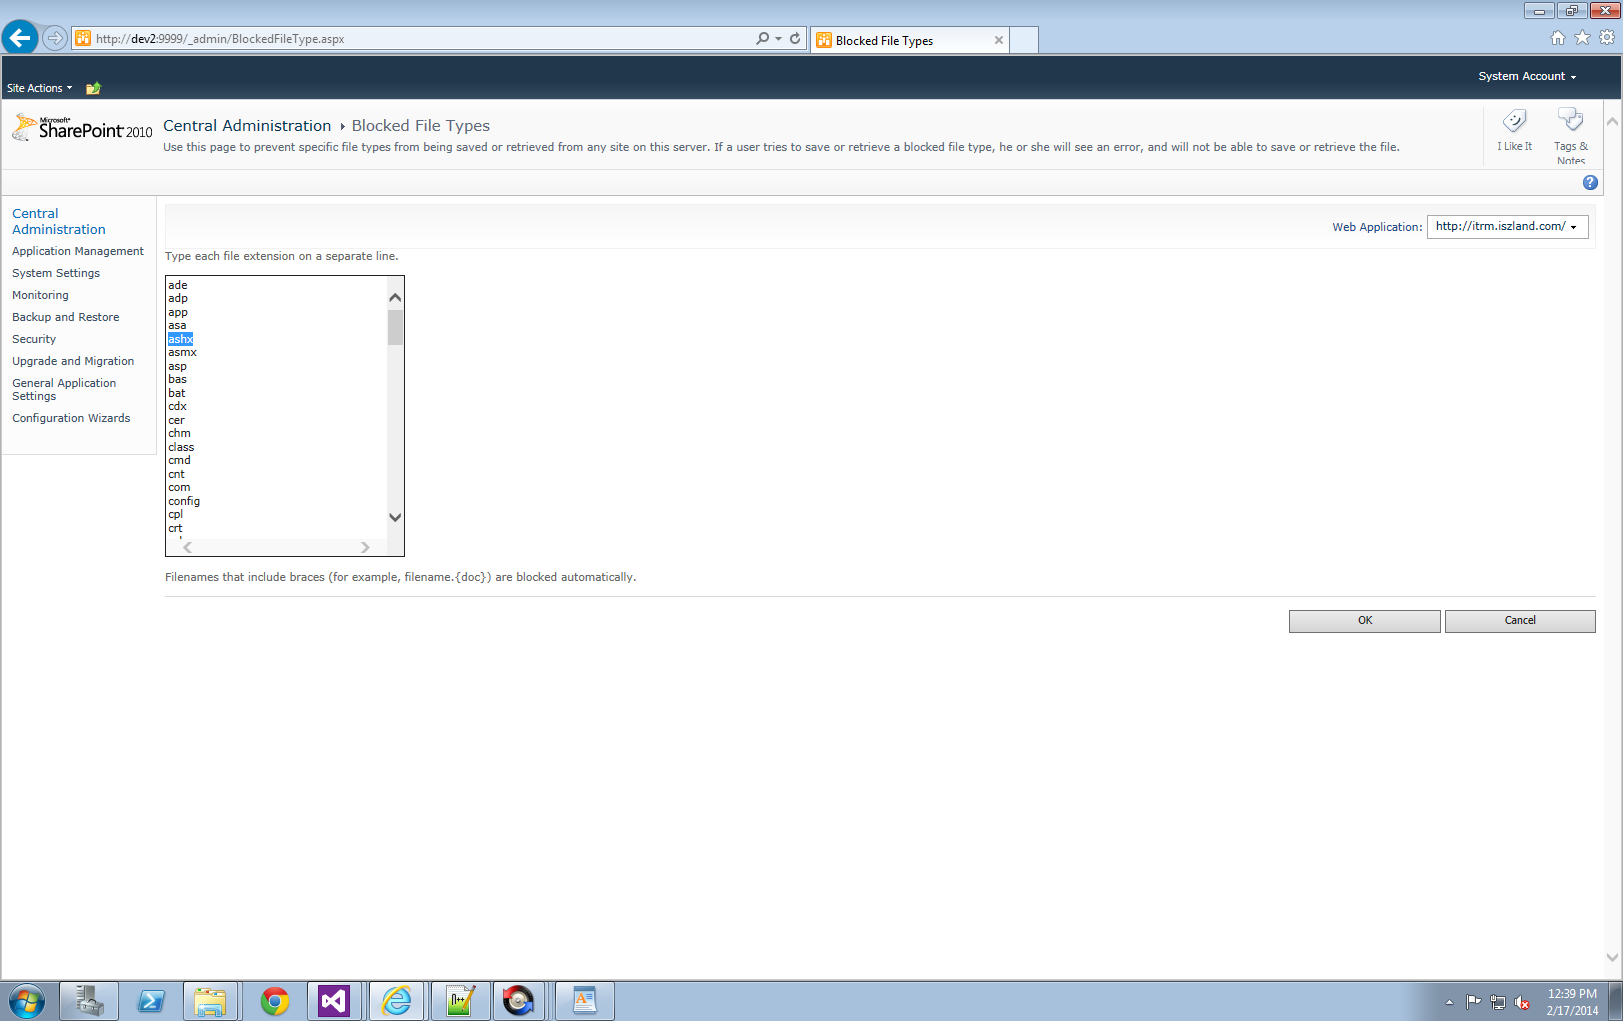 http://dev2:9999/_admin/BlockedFileType.aspx
Blocked File Types
Site Actions
System Account
Microsoft
SharePoint 2010
Central Administration
Blocked File Types
Use this page to prevent specific file types from being saved or retrieved from any site on this server. If a user tries to save or retrieve a blocked file type, he or she will see an error, and will not be able to save or retrieve the file.
I Like It
Tags &
Notes
Central
Administration
Application Management
System Settings
Monitoring
Backup and Restore
Security
Upgrade and Migration
General Application
Settings
Configuration Wizards
Web Application:
http://itrm.iszland.com/
Type each file extension on a separate line.
ade
adp
app
asa
ashx
asmx
asp
bas
bat
cdx
cer
chm
class
cmd
cnt
com
config
cpl
crt
Filenames that include braces (for example, filename.{doc}) are blocked automatically.
OK
Cancel
12:39 PM
2/17/2014